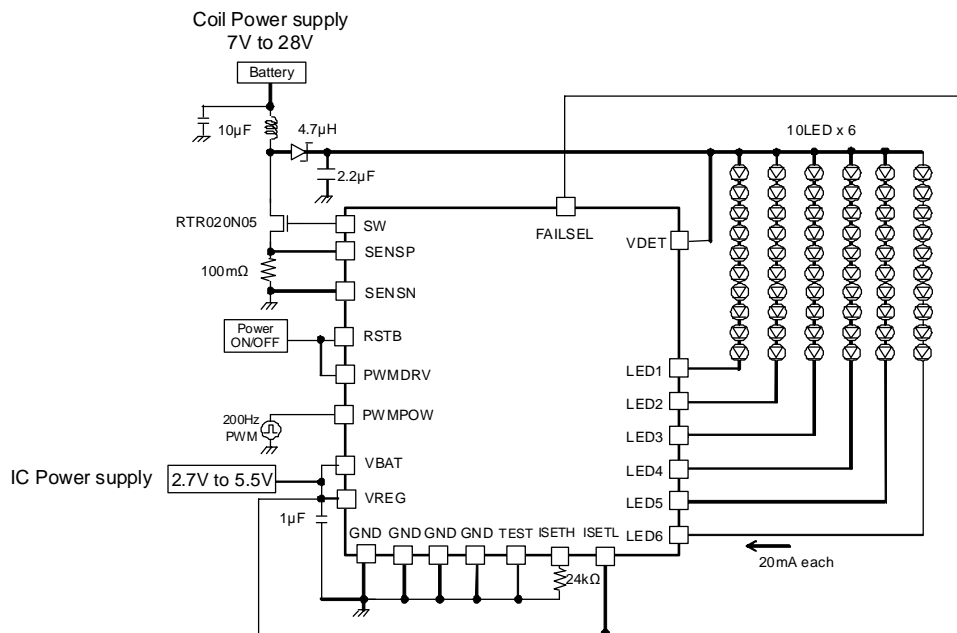 Coil Power supply
7V to 28V
Battery
10µF
4.7µH
10LED x 6
2.2µF
RTR020N05
SW
FAILSEL
VDET
SENSP
100mΩ
SENSN
Power
ON/OFF
RSTB
PWMDRV
LED1
LED2
200Hz
PWM
PWMPOW
LED3
IC Power supply
2.7V to 5.5V
VBAT
LED4
VREG
LED5
1µF
GND
GND
GND
GND
TEST
ISETH
ISETL
LED6
24kΩ
20mA each